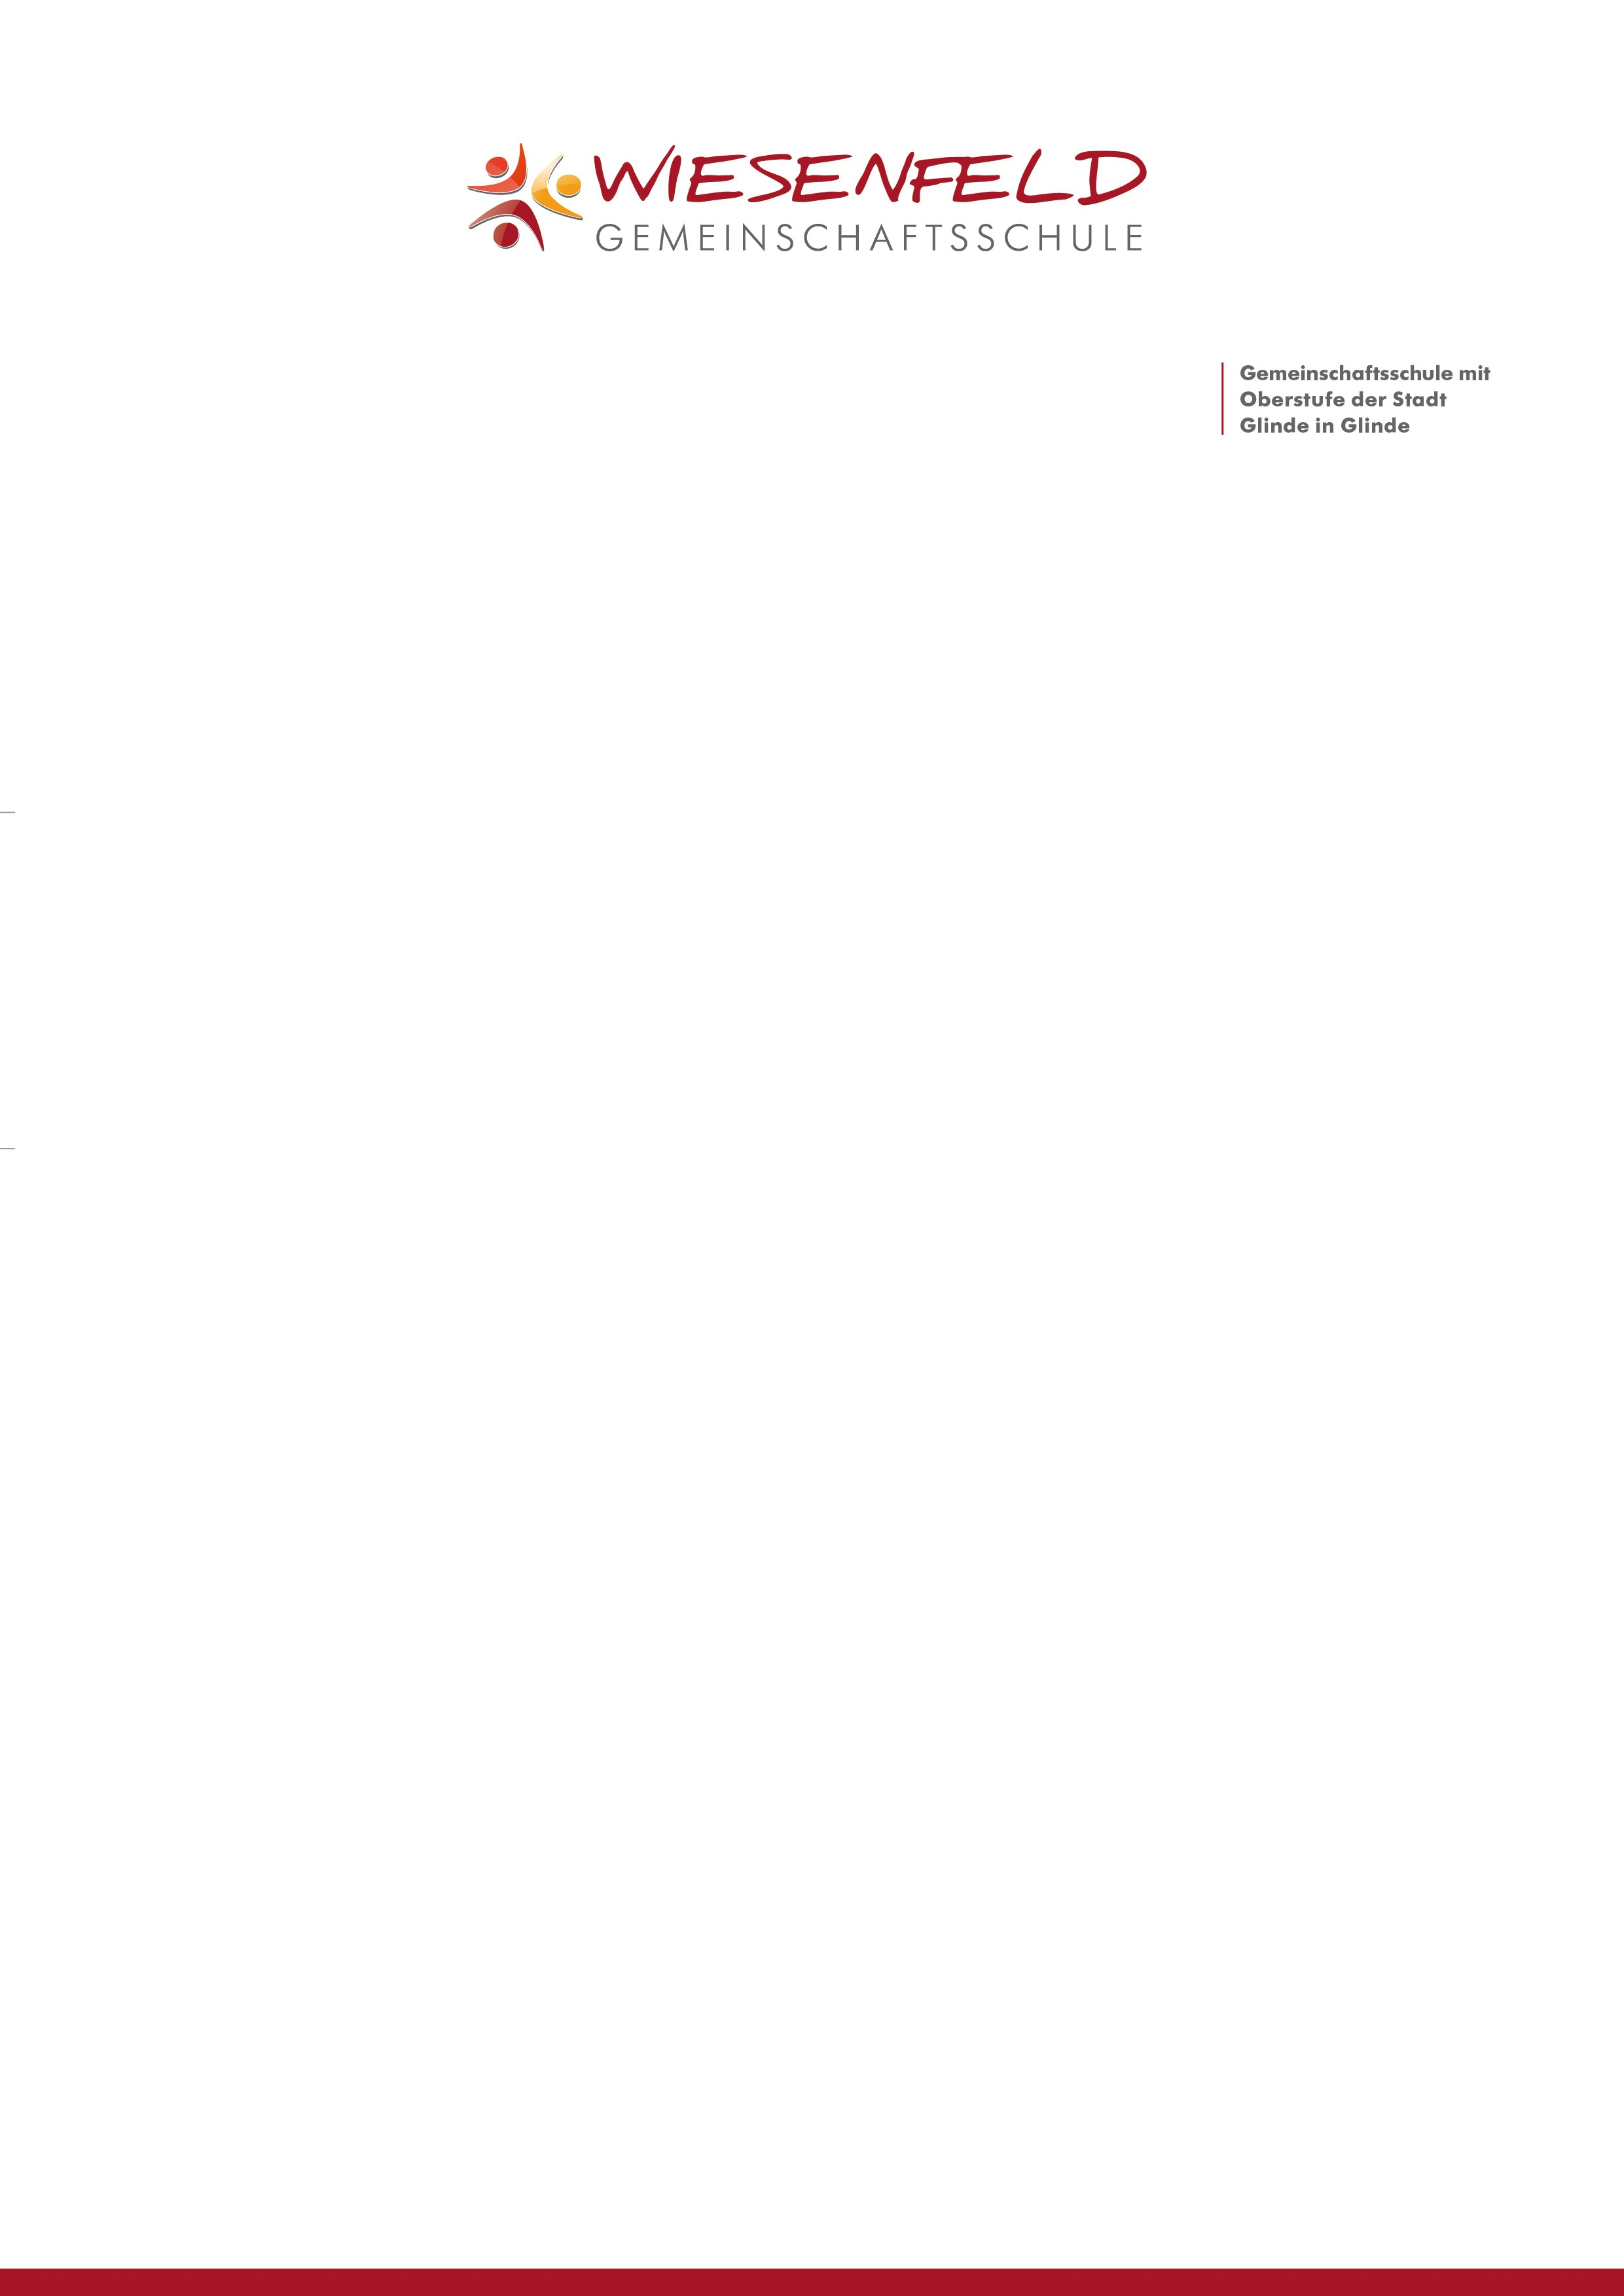 WIESENFELD
GEMEINSCHAFTSSCHULE
Gemeinschaftsschule mit
Oberstufe der Stadt
Glinde in Glinde